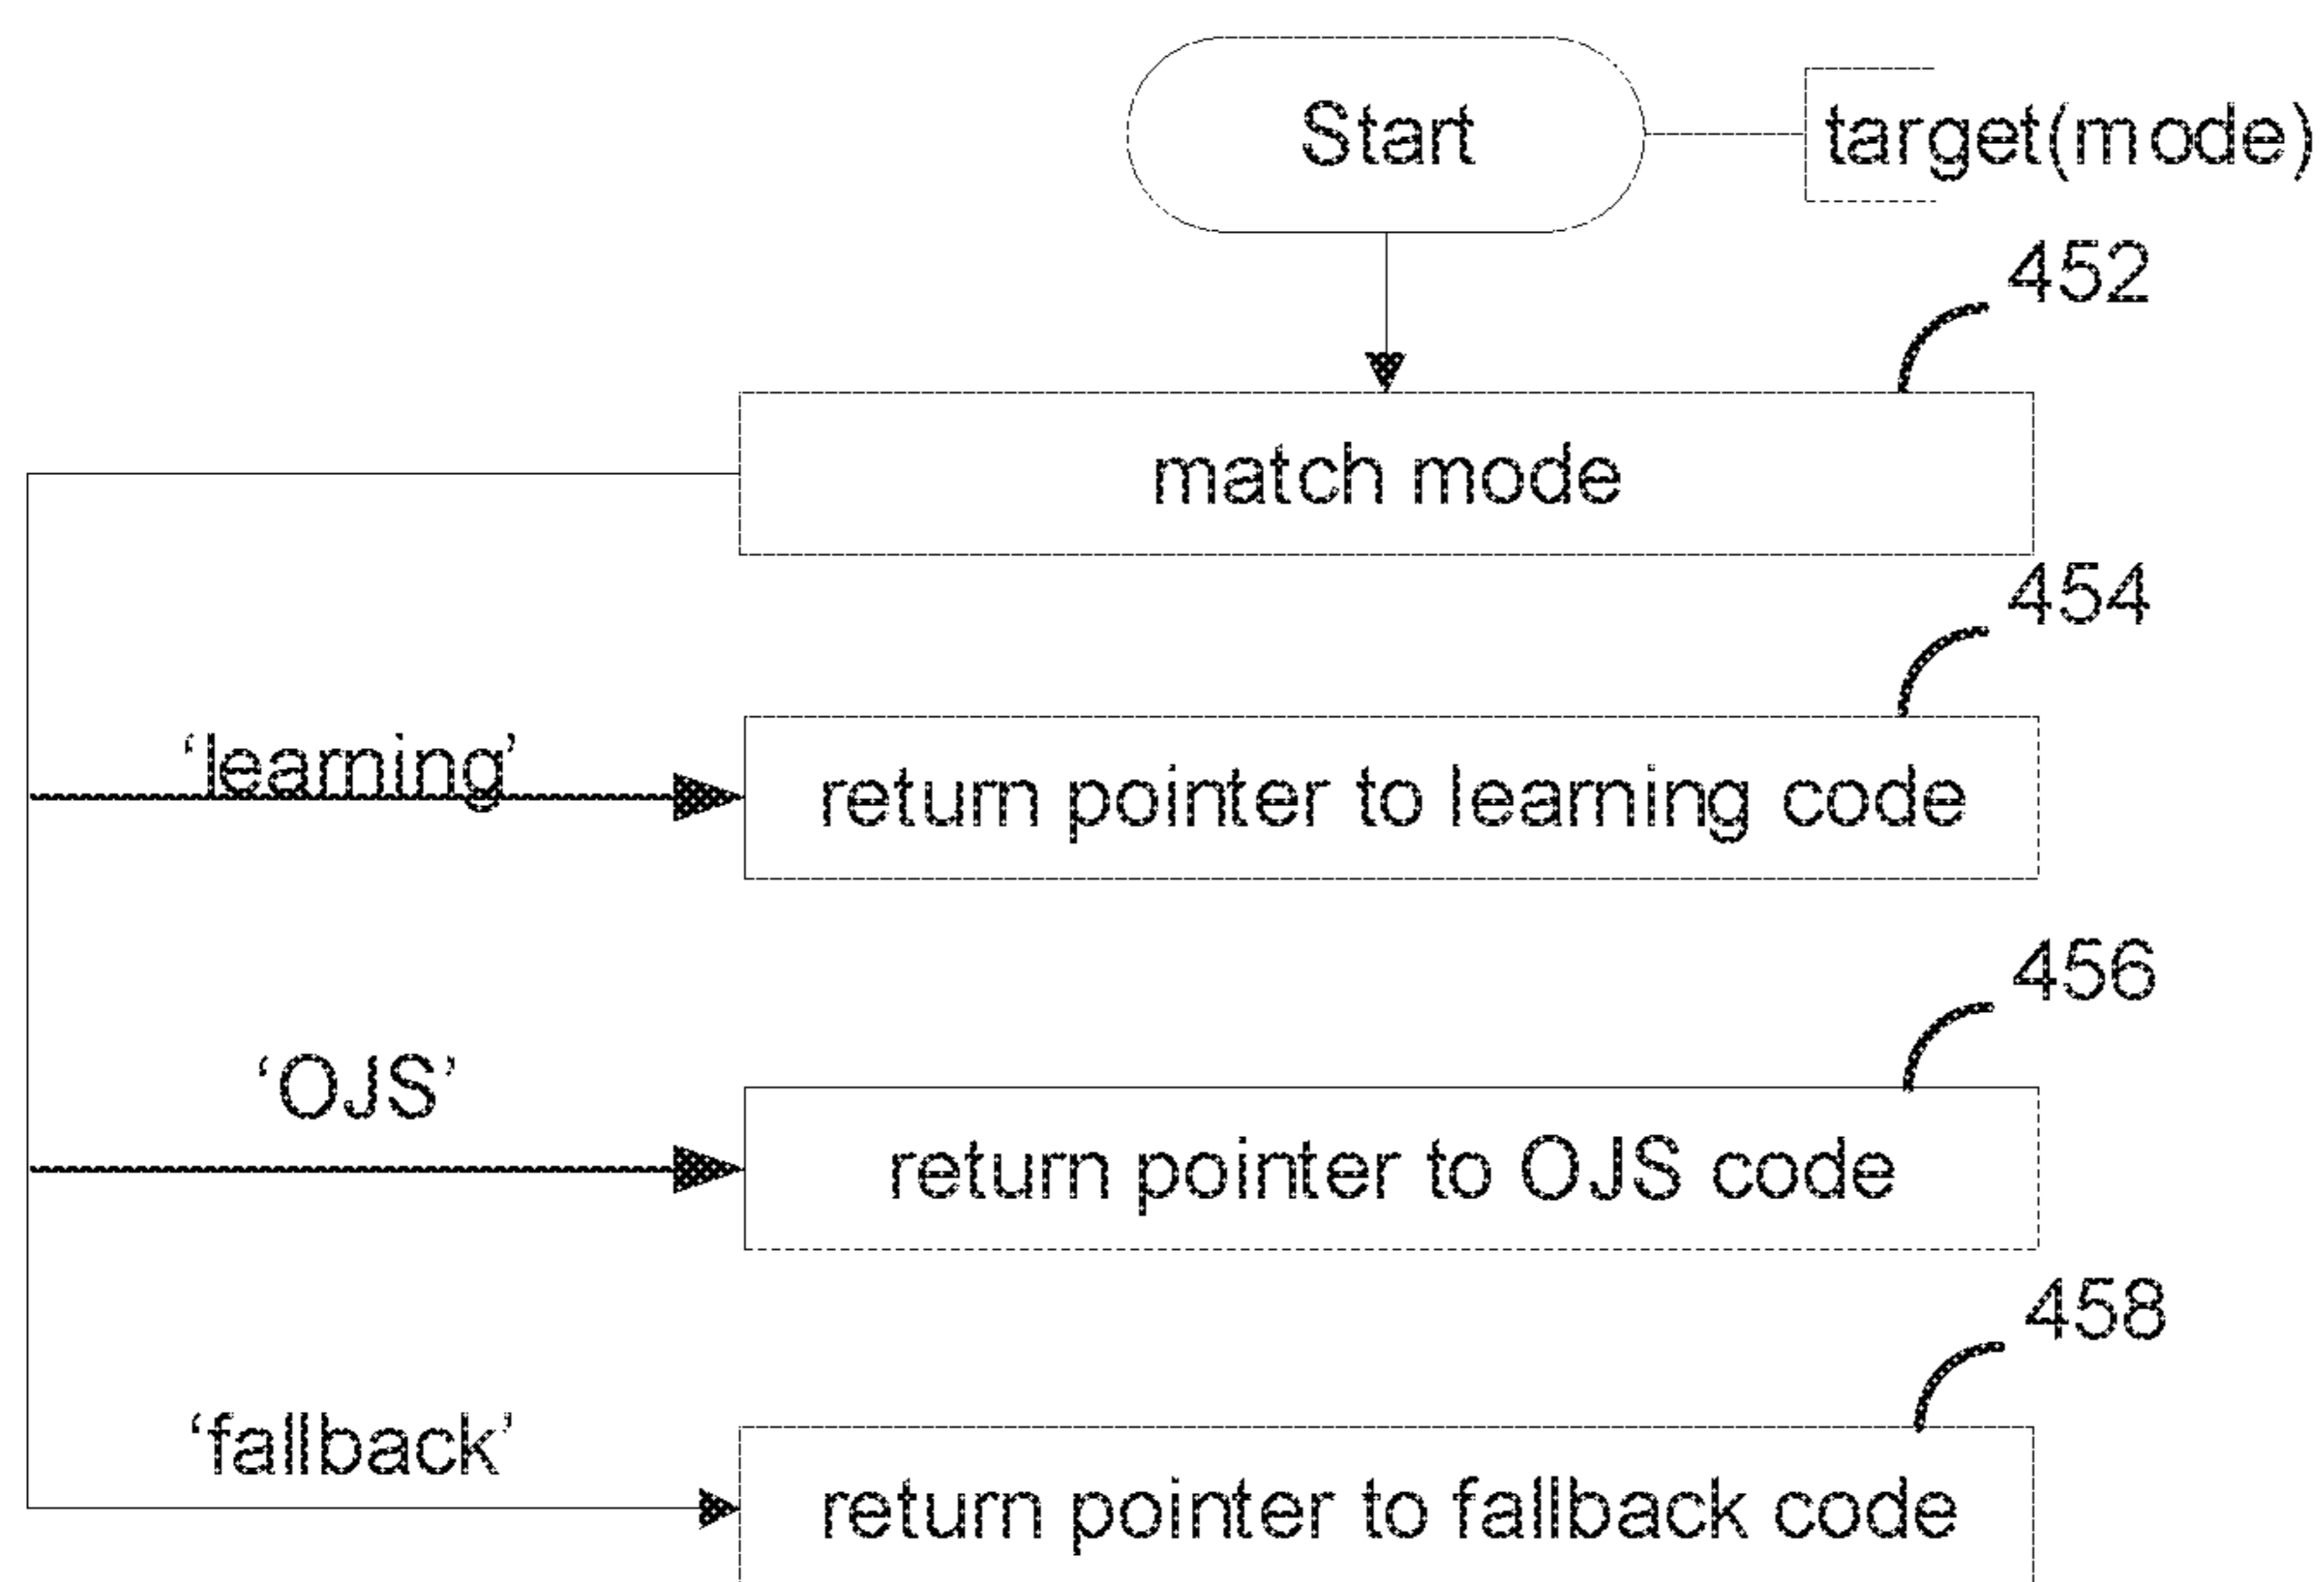 Start
target(mode)
452
match mode
454
‘learning’
return pointer to learning code
456
‘OJS’
return pointer to OJS code
458
‘fallback’
return pointer to fallback code